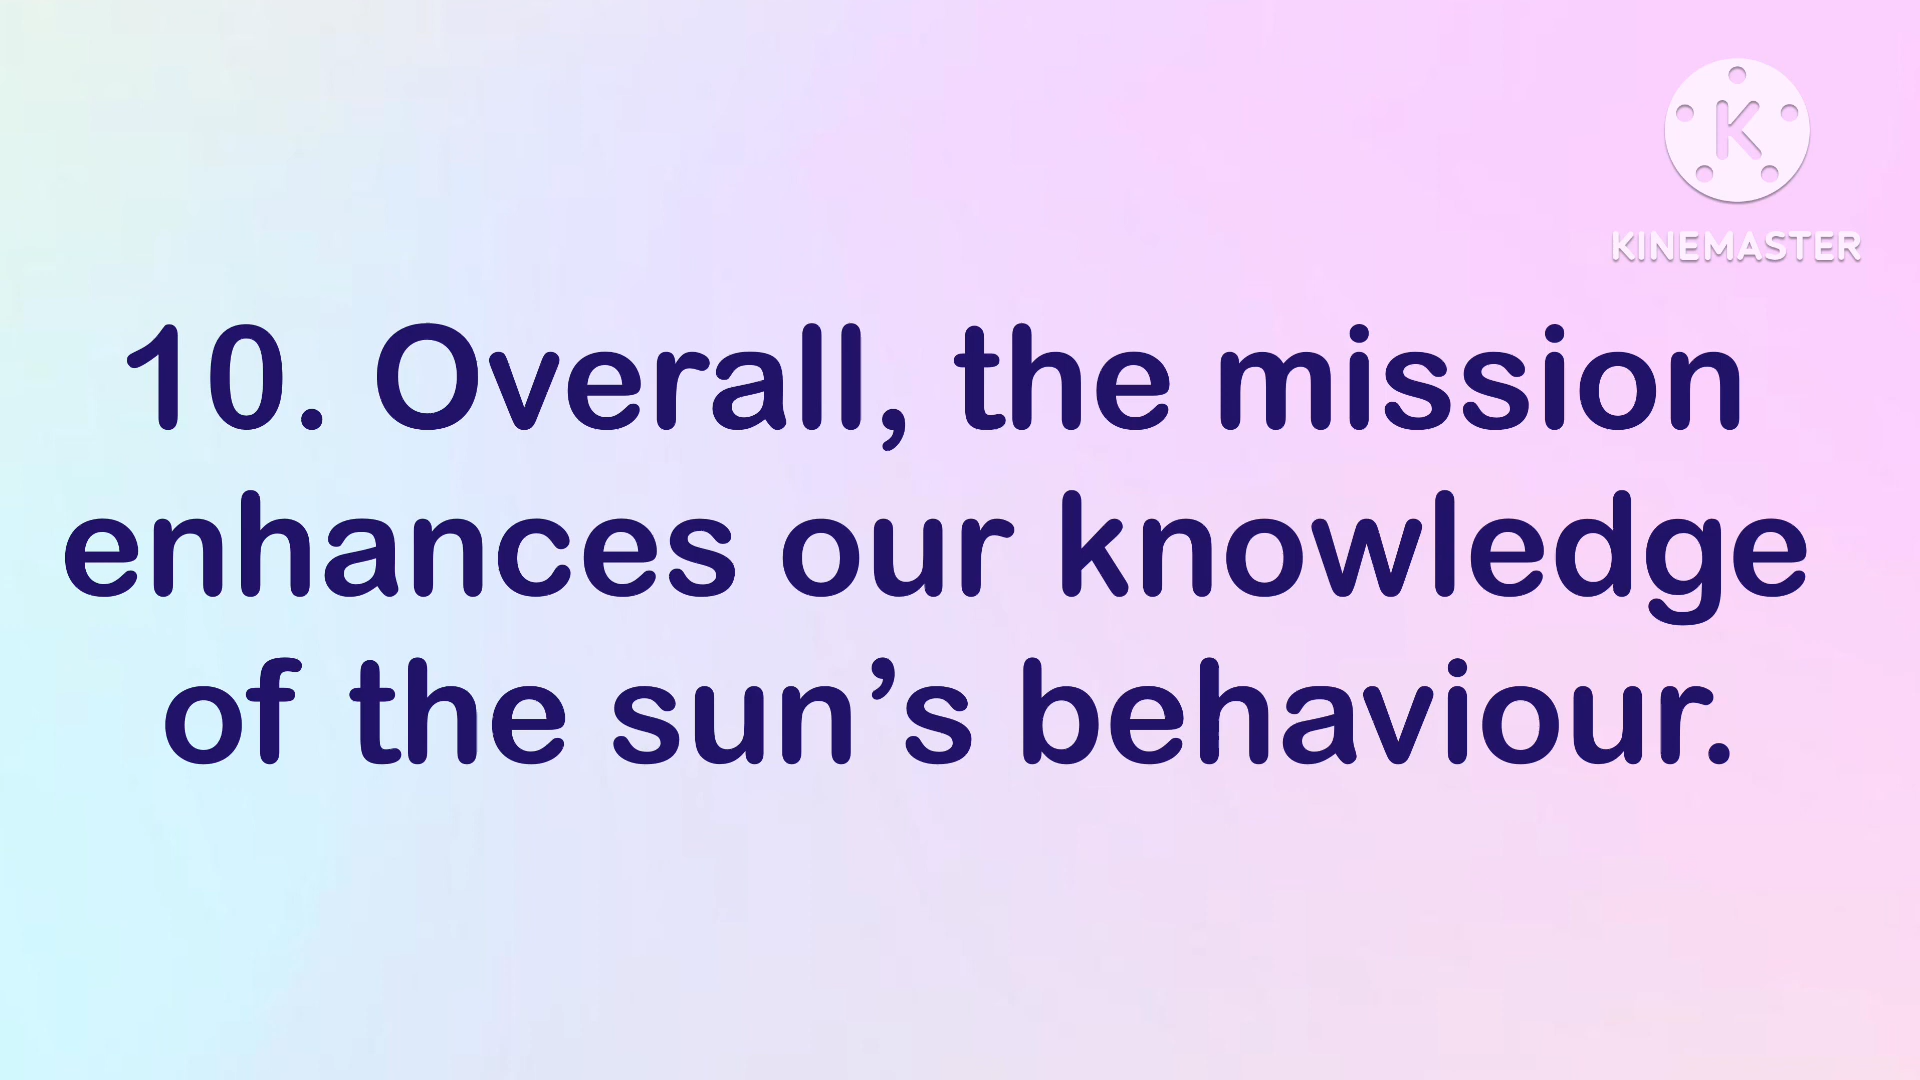 K
KINEMASTER
10. Overall, the mission
enhances our knowledge
of the sun’s behaviour.